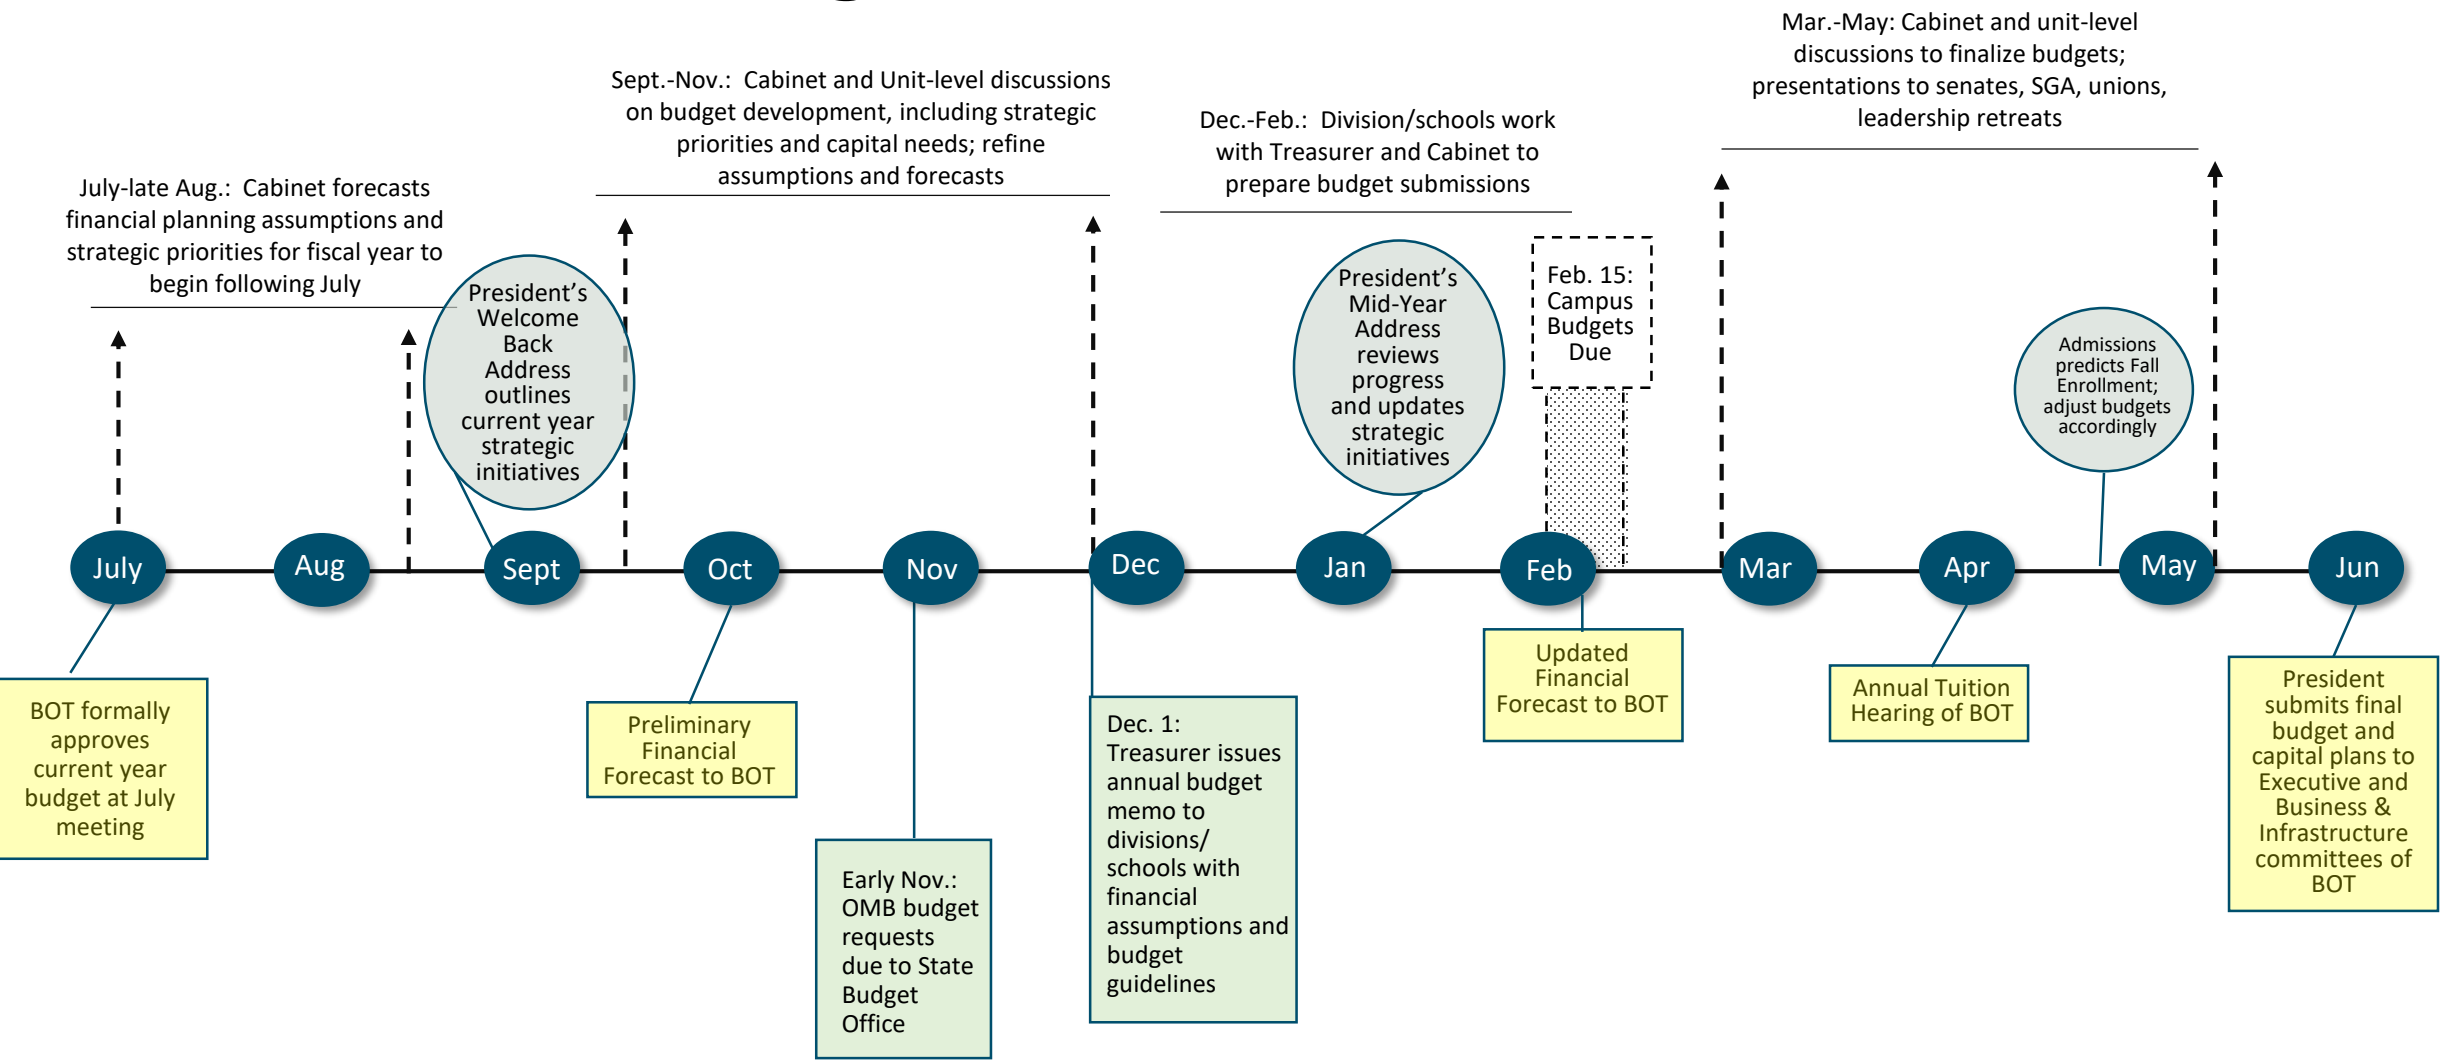 Mar.-May: Cabinet and unit-level
discussions to finalize budgets;
presentations to senates, SGA, unions,
leadership retreats
Sept.-Nov.: Cabinet and Unit-level discussions
on budget development, including strategic
priorities and capital needs; refine
assumptions and forecasts
Dec.-Feb.: Division/schools work
with Treasurer and Cabinet to
prepare budget submissions
July-late Aug.: Cabinet forecasts
financial planning assumptions and
strategic priorities for fiscal year to
begin following July
President’s
Welcome
Back
Address
outlines
current year
strategic
initiatives
President’s
Mid-Year
Address
reviews
progress
and updates
strategic
initiatives
Feb. 15:
Campus
Budgets
Due
Admissions
predicts Fall
Enrollment;
adjust budgets
accordingly
July
Aug
Sept
Oct
Nov
Dec
Jan
Feb
Mar
Apr
May
Jun
BOT formally
approves
current year
budget at July
meeting
Preliminary
Financial
Forecast to BOT
Early Nov.:
OMB budget
requests
due to State
Budget
Office
Dec. 1:
Treasurer issues
annual budget
memo to
divisions/
schools with
financial
assumptions and
budget
guidelines
Updated
Financial
Forecast to BOT
Annual Tuition
Hearing of BOT
President
submits final
budget and
capital plans to
Executive and
Business &
Infrastructure
committees of
BOT